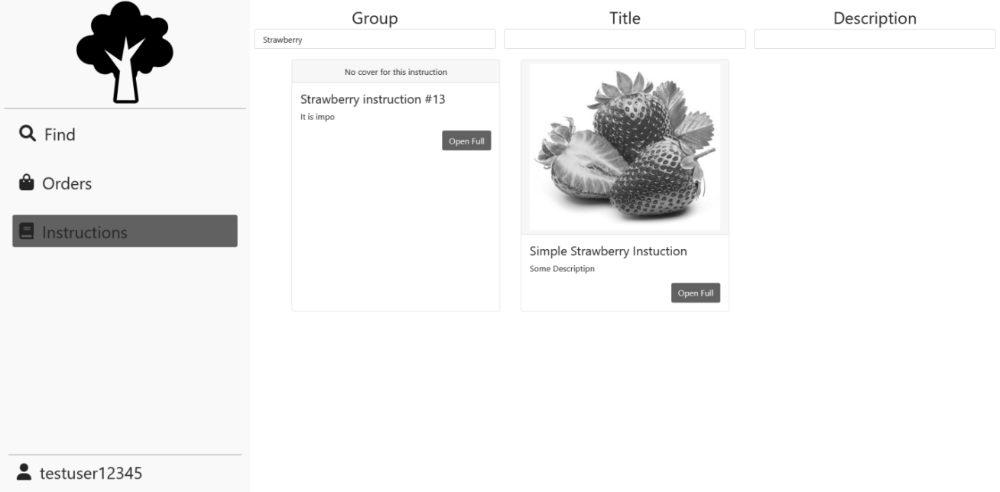 Find
Orders
Instructions
testuser12345
Group
Title
Description
Strawberry
No cover for this instruction
Strawberry instruction #13
It is impo
Open Full
Simple Strawberry Instuction
Some Descriptipn
Open Full